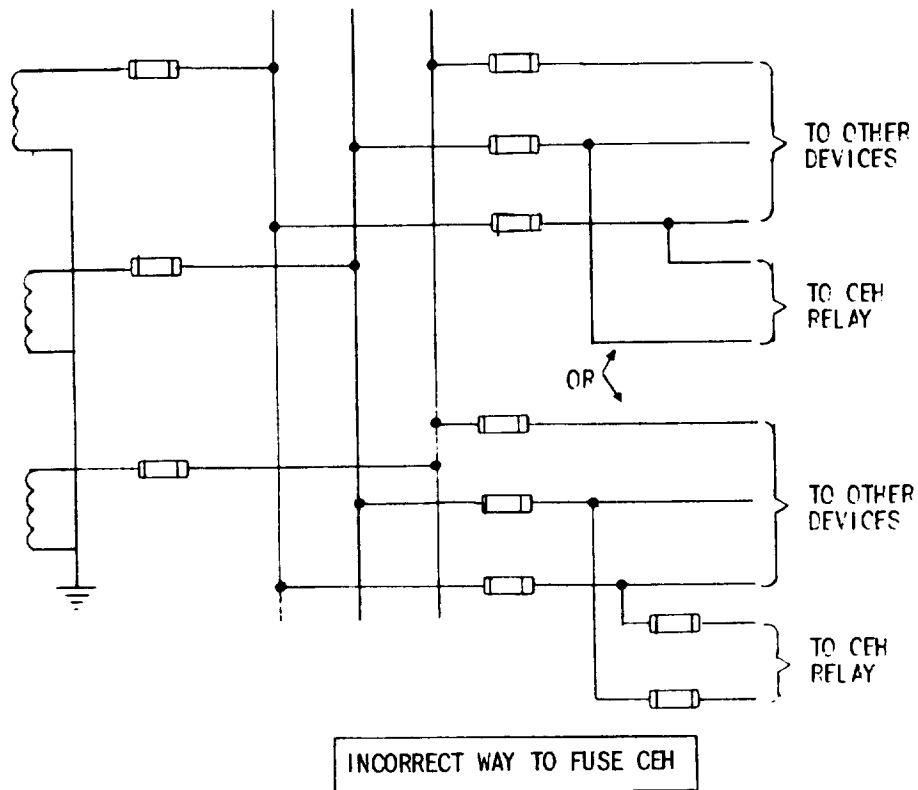 TO OTHER
DEVICES
TO CEH
RELAY
OR
TO OTHER
DEVICES
TO CEH
RELAY
INCORRECT WAY TO FUSE CEH